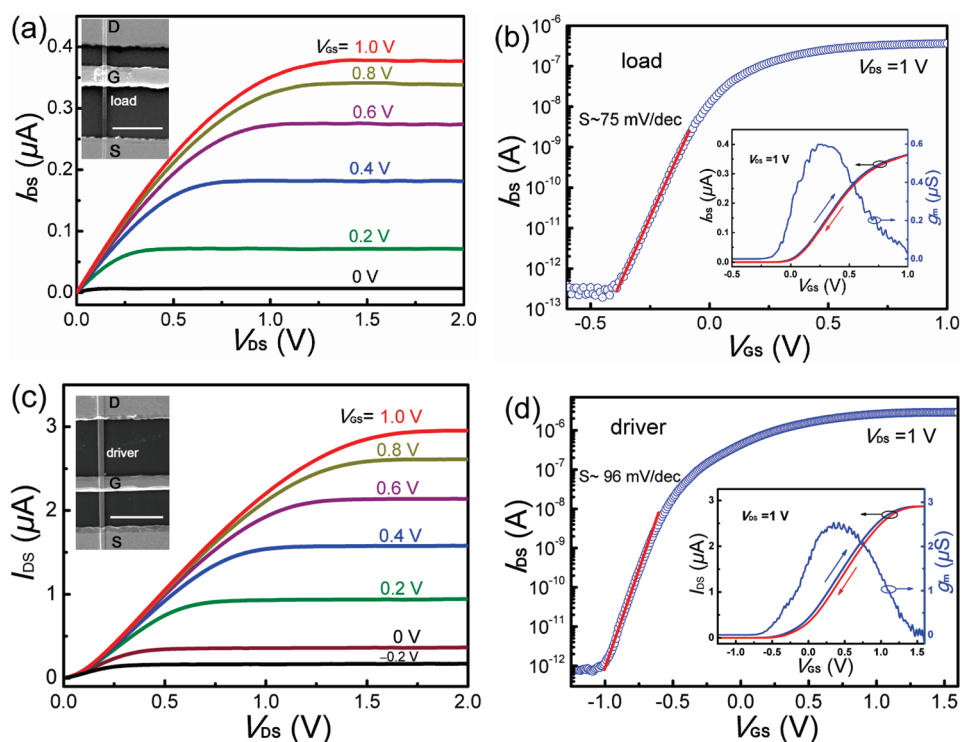 (a)
D
G
load
S
V_GS= 1.0 V
0.8 V
0.6 V
0.4 V
0.2 V
0 V
0.4
0.3
0.2
0.1
0.0
I_DS (μA)
0.0 0.5 1.0 1.5 2.0
V_DS (V)
(b)
load
V_DS=1 V
S~75 mV/dec
10^-6
10^-7
10^-8
10^-9
10^-10
10^-11
10^-12
10^-13
I_DS (A)
-0.5 0.0 0.5 1.0
V_GS (V)
V_DS=1 V
0.4
0.3
0.2
0.1
0.0
I_DS (μA)
0.6
0.4
0.2
0.0
g_m (μS)
-0.5 0.0 0.5 1.0
V_GS (V)
(c)
D
driver
G
S
V_GS= 1.0 V
0.8 V
0.6 V
0.4 V
0.2 V
0 V
−0.2 V
3
2
1
0
I_DS (μA)
0.0 0.5 1.0 1.5 2.0
V_DS (V)
(d)
driver
V_DS=1 V
S~ 96 mV/dec
10^-6
10^-7
10^-8
10^-9
10^-10
10^-11
10^-12
I_DS (A)
-1.0 -0.5 0.0 0.5 1.0 1.5
V_GS (V)
V_DS=1 V
3
2
1
0
I_DS (μA)
3
2
1
0
g_m (μS)
-1.0 -0.5 0.0 0.5 1.0 1.5
V_GS (V)